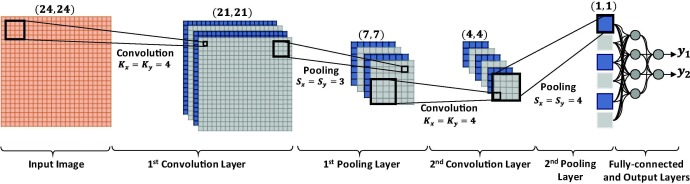 (24,24)
(21,21)
(7,7)
(4,4)
(1,1)
Convolution
Kx = Ky = 4
Pooling
Sx = Sy = 3
Convolution
Kx = Ky = 4
Pooling
Sx = Sy = 4
y1
y2
Input Image
1st Convolution Layer
1st Pooling Layer
2nd Convolution Layer
2nd Pooling
Layer
Fully-connected
and Output Layers